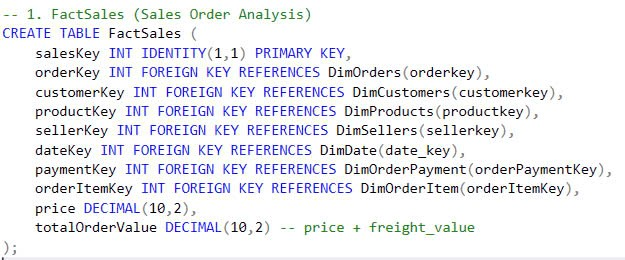 -- 1. FactSales (Sales Order Analysis)
CREATE TABLE FactSales (
    salesKey INT IDENTITY(1,1) PRIMARY KEY,
    orderKey INT FOREIGN KEY REFERENCES DimOrders(orderkey),
    customerKey INT FOREIGN KEY REFERENCES DimCustomers(customerkey),
    productKey INT FOREIGN KEY REFERENCES DimProducts(productkey),
    sellerKey INT FOREIGN KEY REFERENCES DimSellers(sellerkey),
    dateKey INT FOREIGN KEY REFERENCES DimDate(date_key),
    paymentKey INT FOREIGN KEY REFERENCES DimOrderPayment(orderPaymentKey),
    orderItemKey INT FOREIGN KEY REFERENCES DimOrderItem(orderItemKey),
    price DECIMAL(10,2),
    totalOrderValue DECIMAL(10,2) -- price + freight_value
);